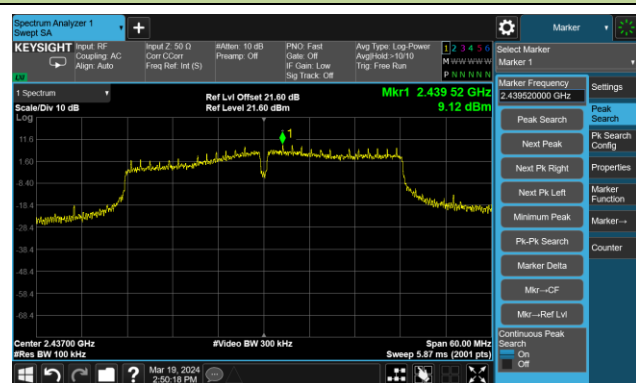 Spectrum Analyzer 1
Swept SA
+
Marker
KEYSIGHT
Input: RF
Coupling: AC
Align: Auto
Input Z: 50 Ω
Corr CCorr
Freq Ref: Int (S)
#Atten: 10 dB
Preamp: Off
PNO: Fast
Gate: Off
IF Gain: Low
Sig Track: Off
Avg Type: Log-Power
Avg|Hold:>10/10
Trig: Free Run
1 2 3 4 5 6
M W W W W W
P N N N N N
LW
Select Marker
Marker 1
1 Spectrum
Scale/Div 10 dB
Log
Ref Lvl Offset 21.60 dB
Ref Level 21.60 dBm
Mkr1 2.439 52 GHz
9.12 dBm
1
11.6
1.60
-8.40
-18.4
-28.4
-38.4
-48.4
-58.4
-68.4
Center 2.43700 GHz
#Res BW 100 kHz
#Video BW 300 kHz
Span 60.00 MHz
Sweep 5.87 ms (2001 pts)
Marker Frequency
2.439520000 GHz
Peak Search
Next Peak
Next Pk Right
Next Pk Left
Minimum Peak
Pk-Pk Search
Marker Delta
Mkr→CF
Mkr→Ref Lvl
Continuous Peak
Search
On
Off
Settings
Peak
Search
Pk Search
Config
Properties
Marker
Function
Marker→
Counter
?
Mar 19, 2024
2:50:18 PM